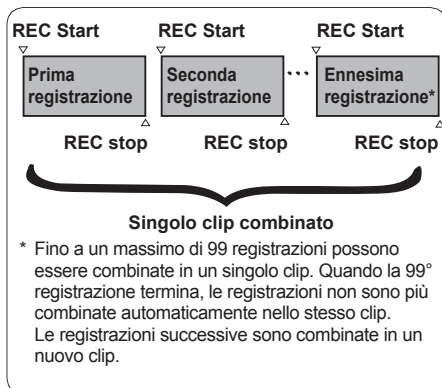 REC Start REC Start REC Start
Prima Seconda ... Ennesima
registrazione registrazione registrazione*
REC stop REC stop REC stop
Singolo clip combinato
* Fino a un massimo di 99 registrazioni possono
essere combinate in un singolo clip. Quando la 99°
registrazione termina, le registrazioni non sono più
combinate automaticamente nello stesso clip.
Le registrazioni successive sono combinate in un
nuovo clip.